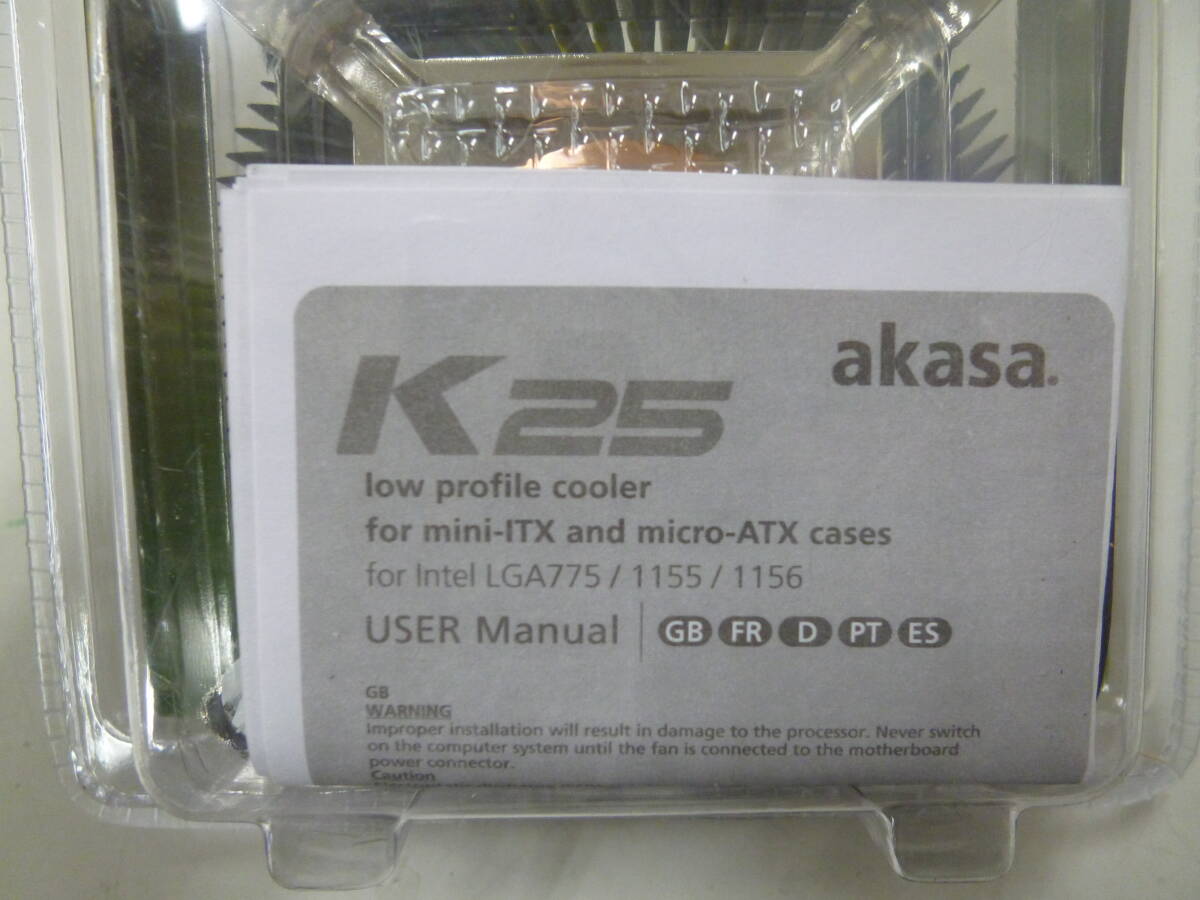 K25
akasa
low profile cooler
for mini-ITX and micro-ATX cases
for Intel LGA775 / 1155 / 1156
USER Manual | GB FR D PT ES
GB
WARNING
Improper installation will result in damage to the processor. Never switch
on the computer system until the fan is connected to the motherboard
power connector.
Caution